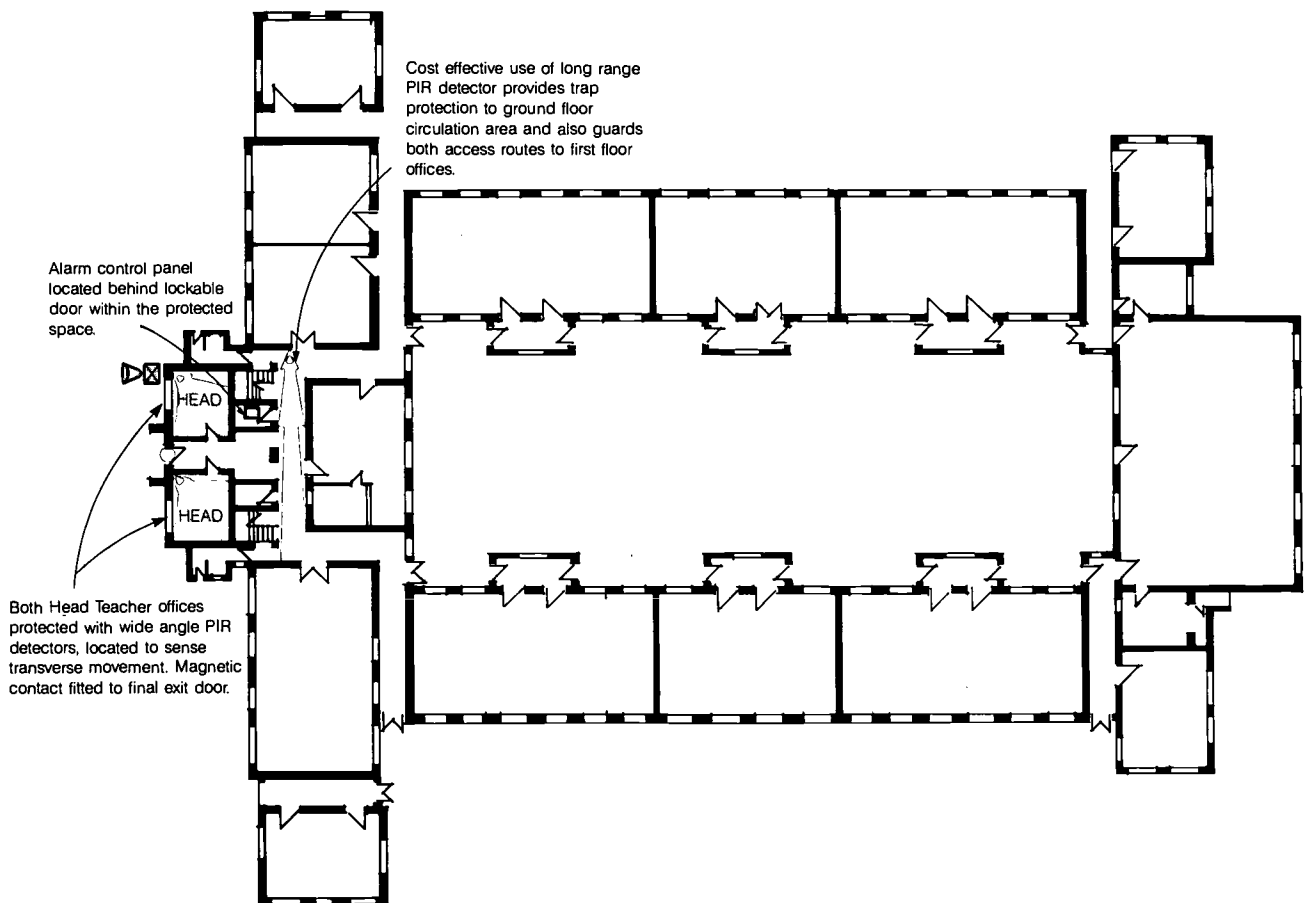 Cost effective use of long range
PIR detector provides trap
protection to ground floor
circulation area and also guards
both access routes to first floor
offices.
Alarm control panel
located behind lockable
door within the protected
space.
HEAD
HEAD
Both Head Teacher offices
protected with wide angle PIR
detectors, located to sense
transverse movement. Magnetic
contact fitted to final exit door.